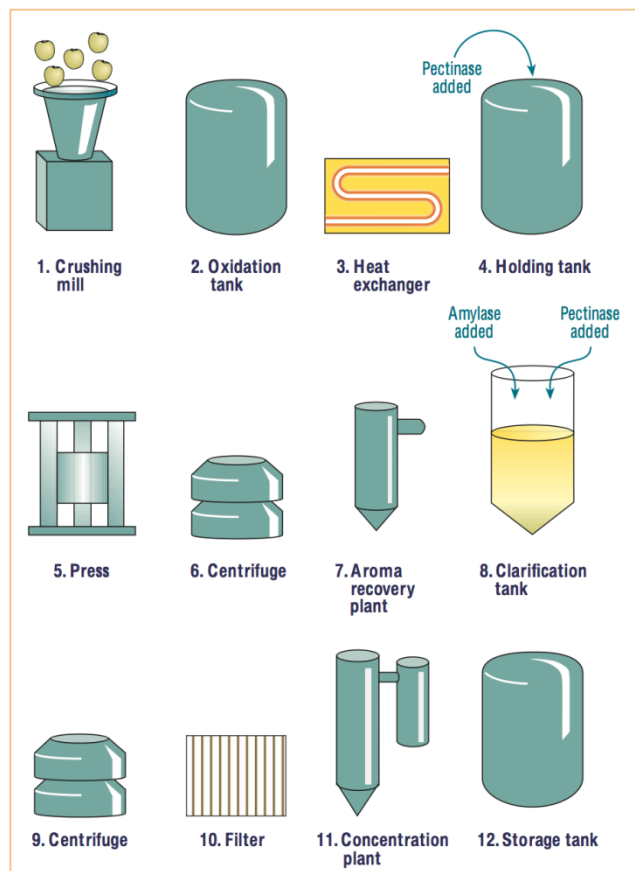 Pectinase
added
1. Crushing
mill
2. Oxidation
tank
3. Heat
exchanger
4. Holding tank
Amylase
added
Pectinase
added
5. Press
6. Centrifuge
7. Aroma
recovery
plant
8. Clarification
tank
9. Centrifuge
10. Filter
11. Concentration
plant
12. Storage tank